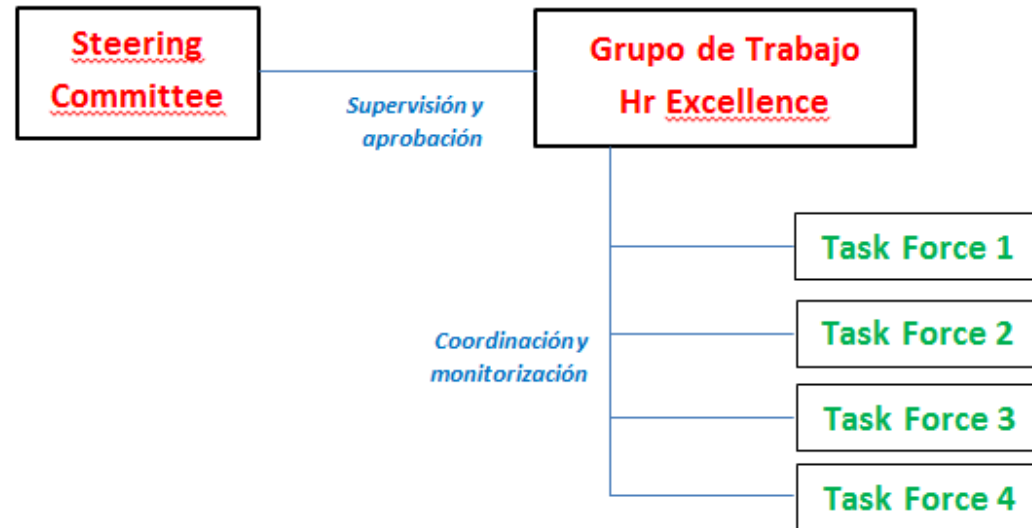 Steering
Committee
Grupo de Trabajo
Hr Excellence
Supervisión y
aprobación
Task Force 1
Coordinación y
monitorización
Task Force 2
Task Force 3
Task Force 4